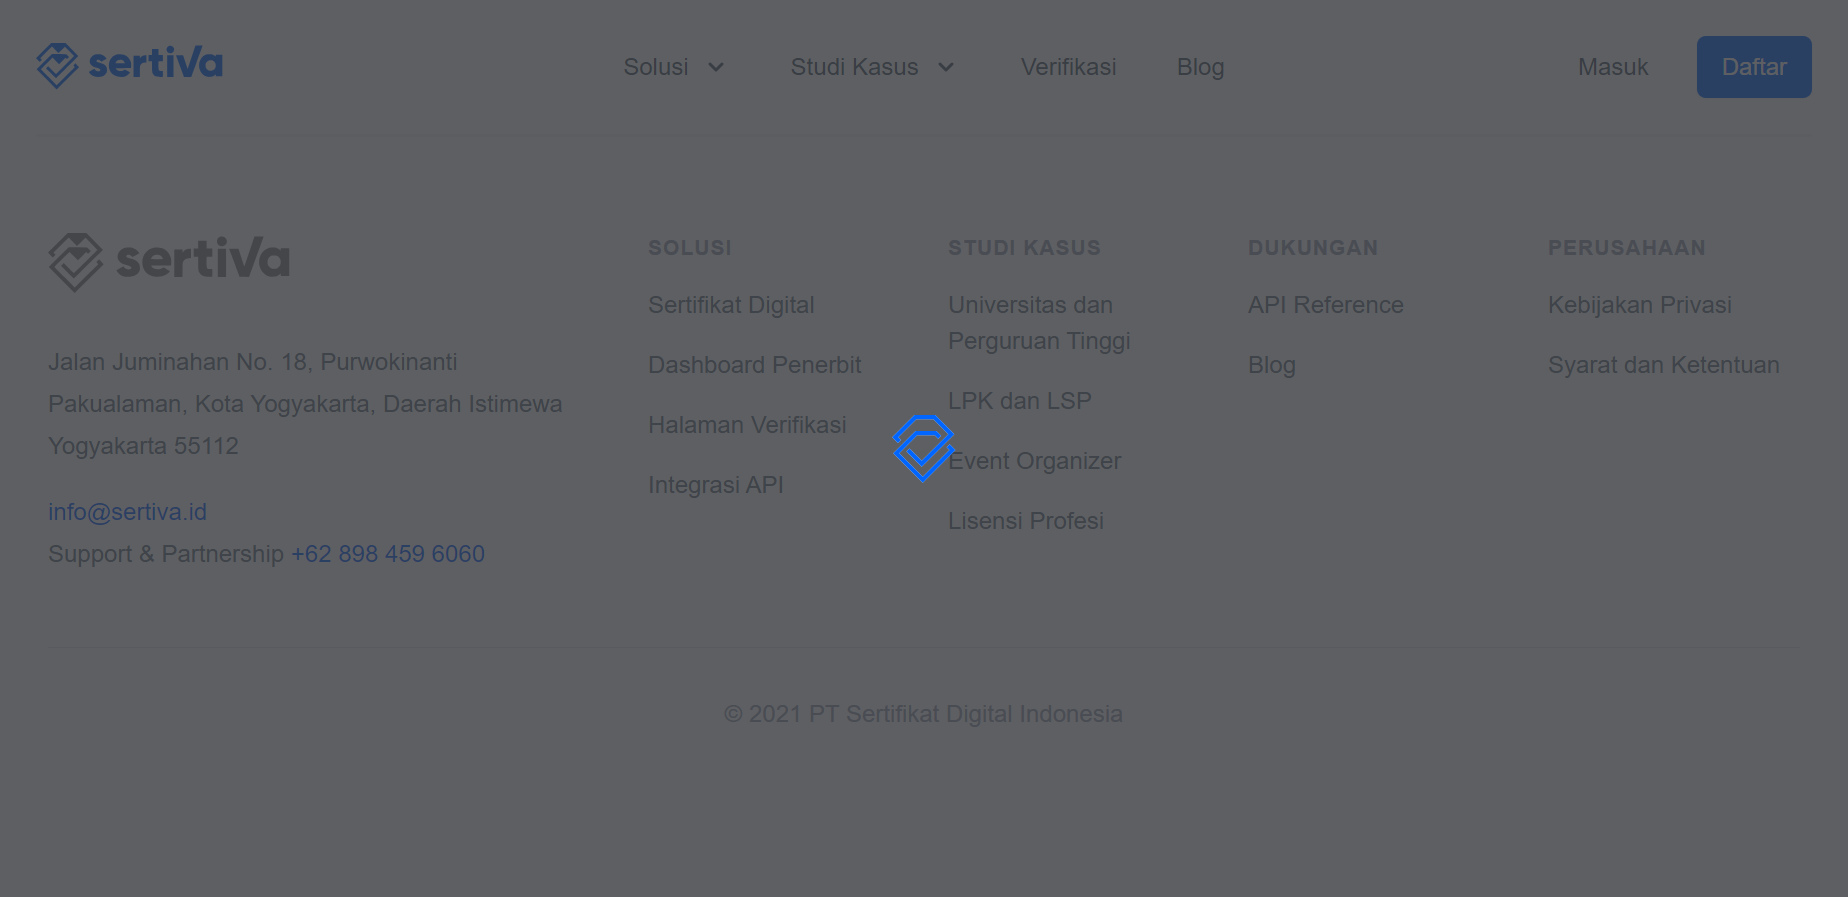 sertiva
Solusi
Studi Kasus
Verifikasi
Blog
Masuk
Daftar
sertiva
Jalan Juminahan No. 18, Purwokinanti
Pakualaman, Kota Yogyakarta, Daerah Istimewa
Yogyakarta 55112
info@sertiva.id
Support & Partnership +62 898 459 6060
SOLUSI
Sertifikat Digital
Dashboard Penerbit
Halaman Verifikasi
Integrasi API
STUDI KASUS
Universitas dan
Perguruan Tinggi
LPK dan LSP
Event Organizer
Lisensi Profesi
DUKUNGAN
API Reference
Blog
PERUSAHAAN
Kebijakan Privasi
Syarat dan Ketentuan
© 2021 PT Sertifikat Digital Indonesia